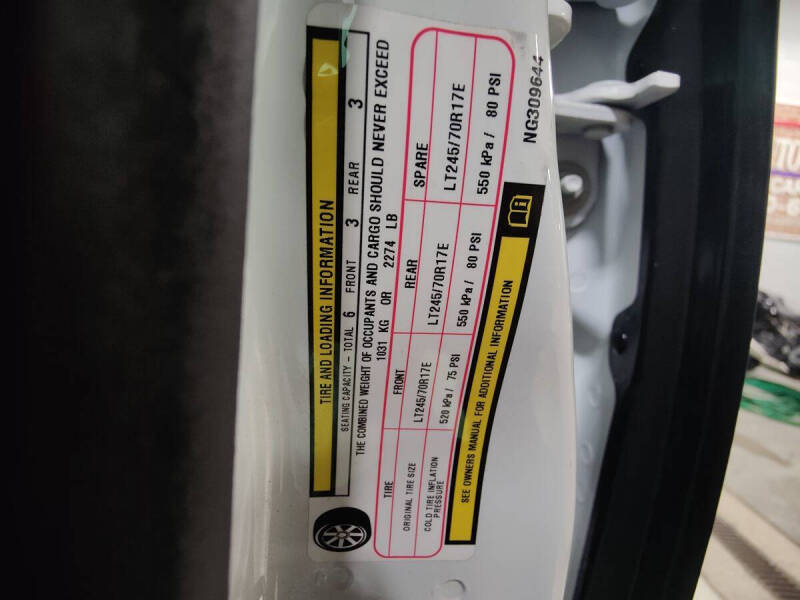 TIRE AND LOADING INFORMATION
SEATING CAPACITY – TOTAL 6 FRONT 3 REAR 3
THE COMBINED WEIGHT OF OCCUPANTS AND CARGO SHOULD NEVER EXCEED
1031 KG OR 2274 LB
TIRE FRONT REAR SPARE
ORIGINAL TIRE SIZE LT245/70R17E LT245/70R17E LT245/70R17E
COLD TIRE INFLATION PRESSURE 520 kPa / 75 PSI 550 kPa / 80 PSI 550 kPa / 80 PSI
SEE OWNERS MANUAL FOR ADDITIONAL INFORMATION
NG309644